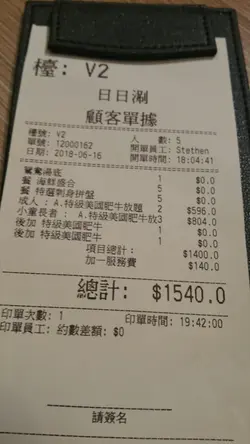 檯: V2
日日涮
顧客單據
檯號: V2 人 數: 5
單號: T2000162 開單員工: Stethen
日期: 2018-06-16 開單時間: 18:04:41
鴛鴦湯底 1 $0.0
餐 海鮮盛合 5 $0.0
餐 特選刺身拼盤 5 $0.0
成人 : A.特級美國肥牛放題 2 $596.0
小童長者 : A.特級美國肥牛放3 $804.0
後加 特級美國肥牛 1 $0.0
後加 特級美國肥牛 1 $0.0
項目總計: $1400.0
加一服務費 $140.0
總計: $1540.0
印單次數: 1 印單時間: 19:42:00
印單員工: 約數差額: $0
請簽名